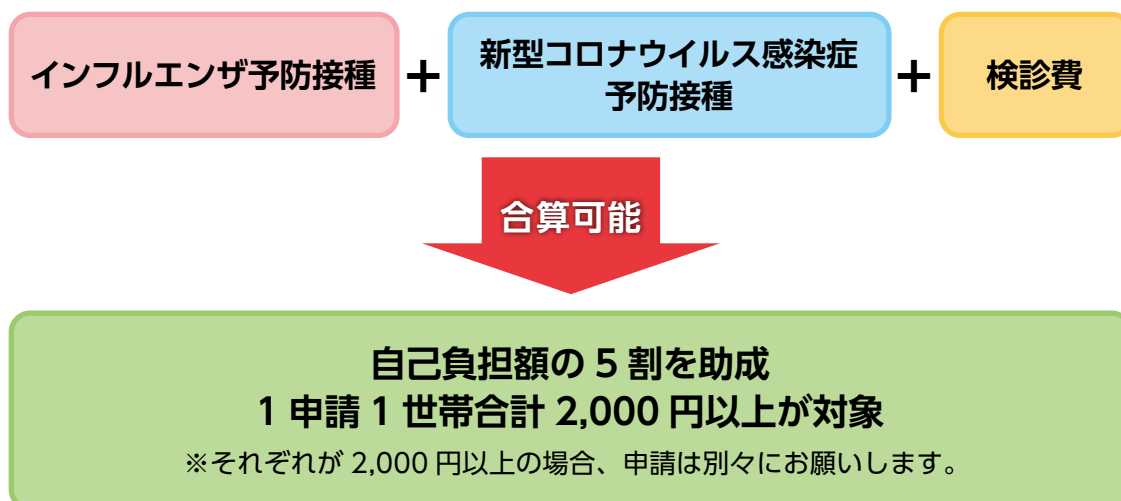 インフルエンザ予防接種
+
新型コロナウイルス感染症
予防接種
+
検診費
合算可能
自己負担額の 5 割を助成
1 申請 1 世帯合計 2,000 円以上が対象
※それぞれが 2,000 円以上の場合、申請は別々にお願いします。